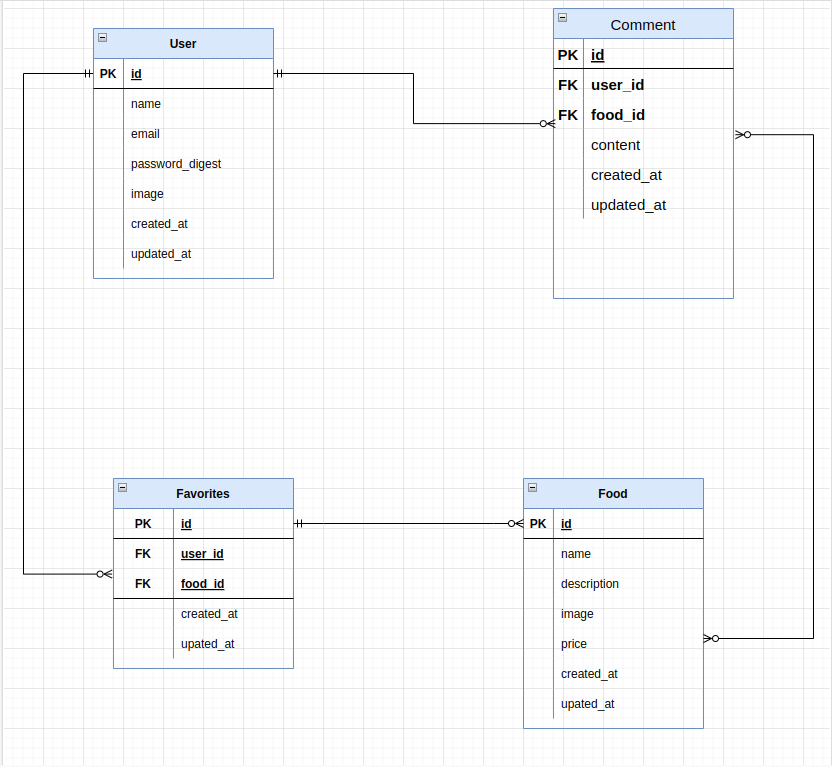 User
PK id
name
email
password_digest
image
created_at
updated_at
Comment
PK id
FK user_id
FK food_id
content
created_at
updated_at
Favorites
PK id
FK user_id
FK food_id
created_at
upated_at
Food
PK id
name
description
image
price
created_at
upated_at